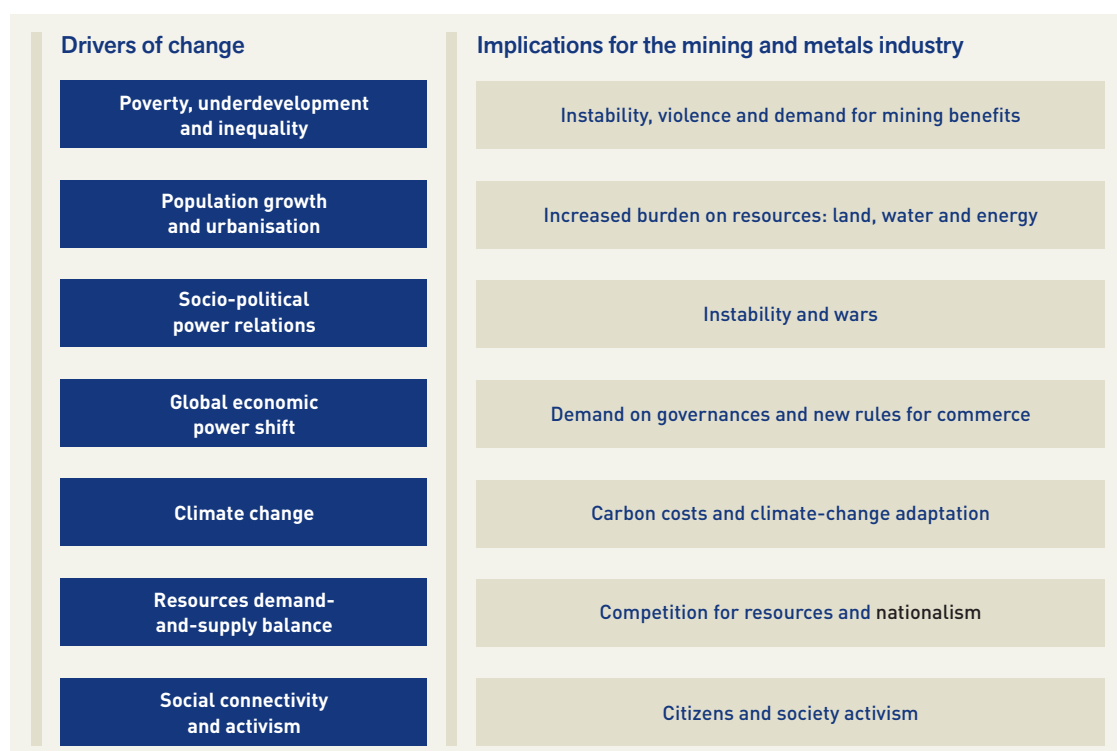 Drivers of change
Implications for the mining and metals industry
Poverty, underdevelopment
and inequality
Instability, violence and demand for mining benefits
Population growth
and urbanisation
Increased burden on resources: land, water and energy
Socio-political
power relations
Instability and wars
Global economic
power shift
Demand on governances and new rules for commerce
Climate change
Carbon costs and climate-change adaptation
Resources demand-
and-supply balance
Competition for resources and nationalism
Social connectivity
and activism
Citizens and society activism